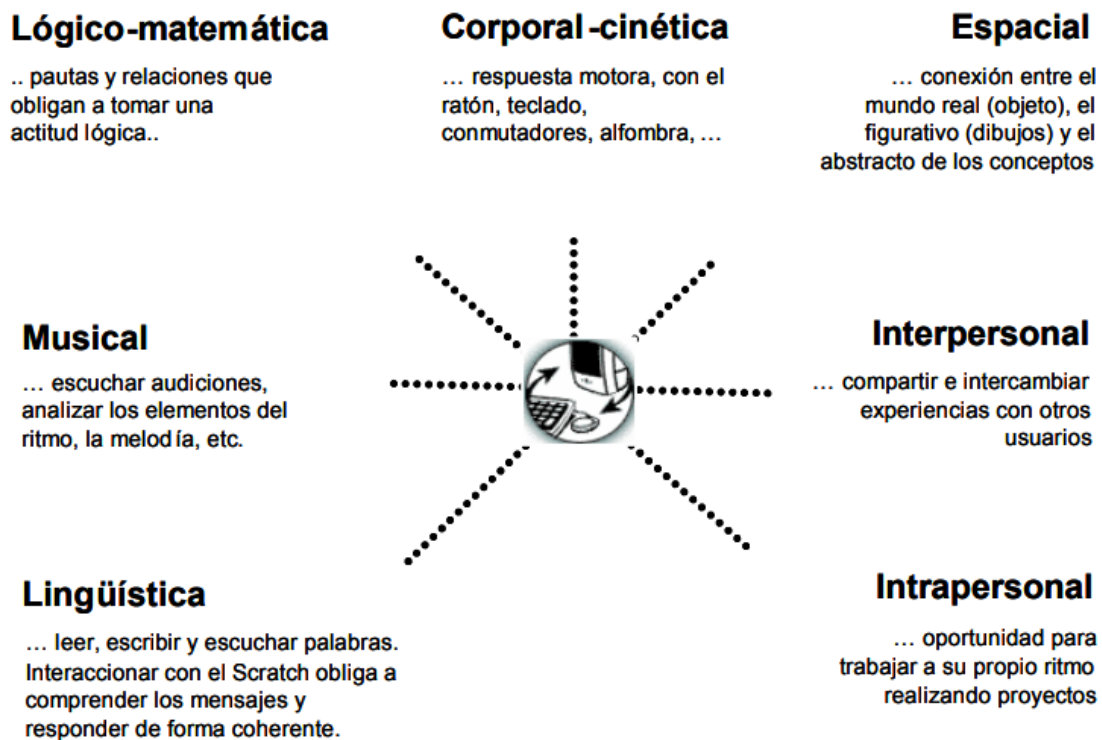 Lógico-matemática
.. pautas y relaciones que
obligan a tomar una
actitud lógica..
Corporal-cinética
… respuesta motora, con el
ratón, teclado,
conmutadores, alfombra, …
Espacial
… conexión entre el
mundo real (objeto), el
figurativo (dibujos) y el
abstracto de los conceptos
Musical
… escuchar audiciones,
analizar los elementos del
ritmo, la melodía, etc.
Interpersonal
… compartir e intercambiar
experiencias con otros
usuarios
Lingüística
… leer, escribir y escuchar palabras.
Interaccionar con el Scratch obliga a
comprender los mensajes y
responder de forma coherente.
Intrapersonal
… oportunidad para
trabajar a su propio ritmo
realizando proyectos